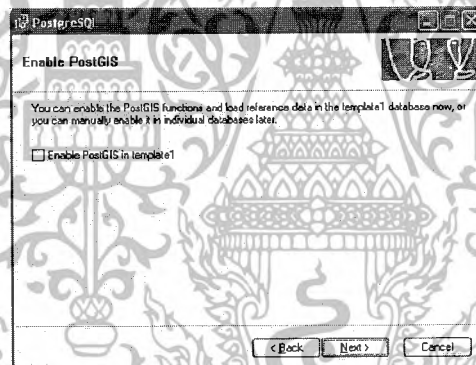 PostgreSQL
Enable PostGIS
You can enable the PostGIS functions and load reference data in the template1 database now, or
you can manually enable it in individual databases later.
Enable PostGIS in template1
< Back
Next >
Cancel